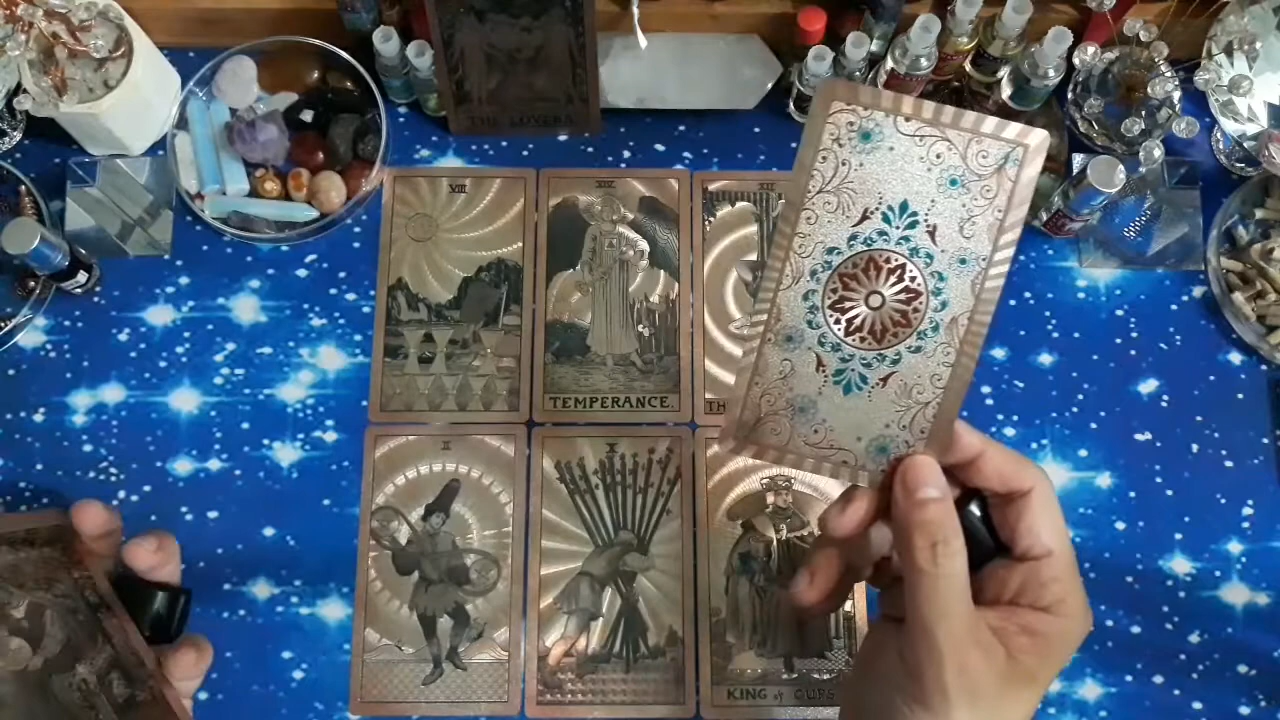 THE LOVERS
VIII
XIV
XII
TEMPERANCE.
TH
II
X
KING of CUPS